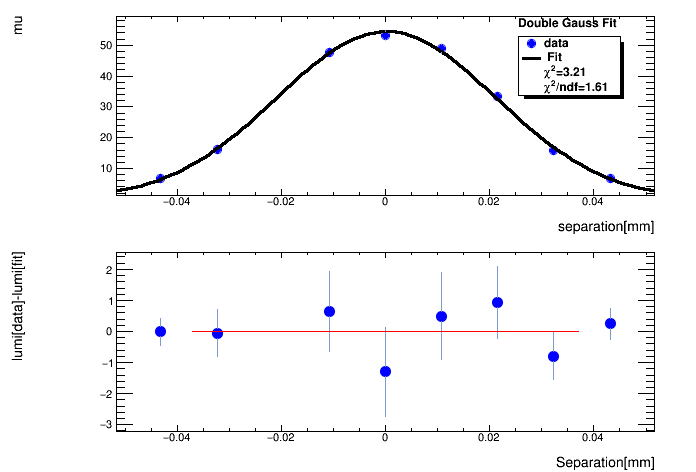 Double Gauss Fit
mu
data
Fit
χ²=3.21
χ²/ndf=1.61
50
40
30
20
10
−0.04 −0.02 0 0.02 0.04
separation[mm]
lumi[data]-lumi[fit]
2
1
0
−1
−2
−3
−0.04 −0.02 0 0.02 0.04
Separation[mm]